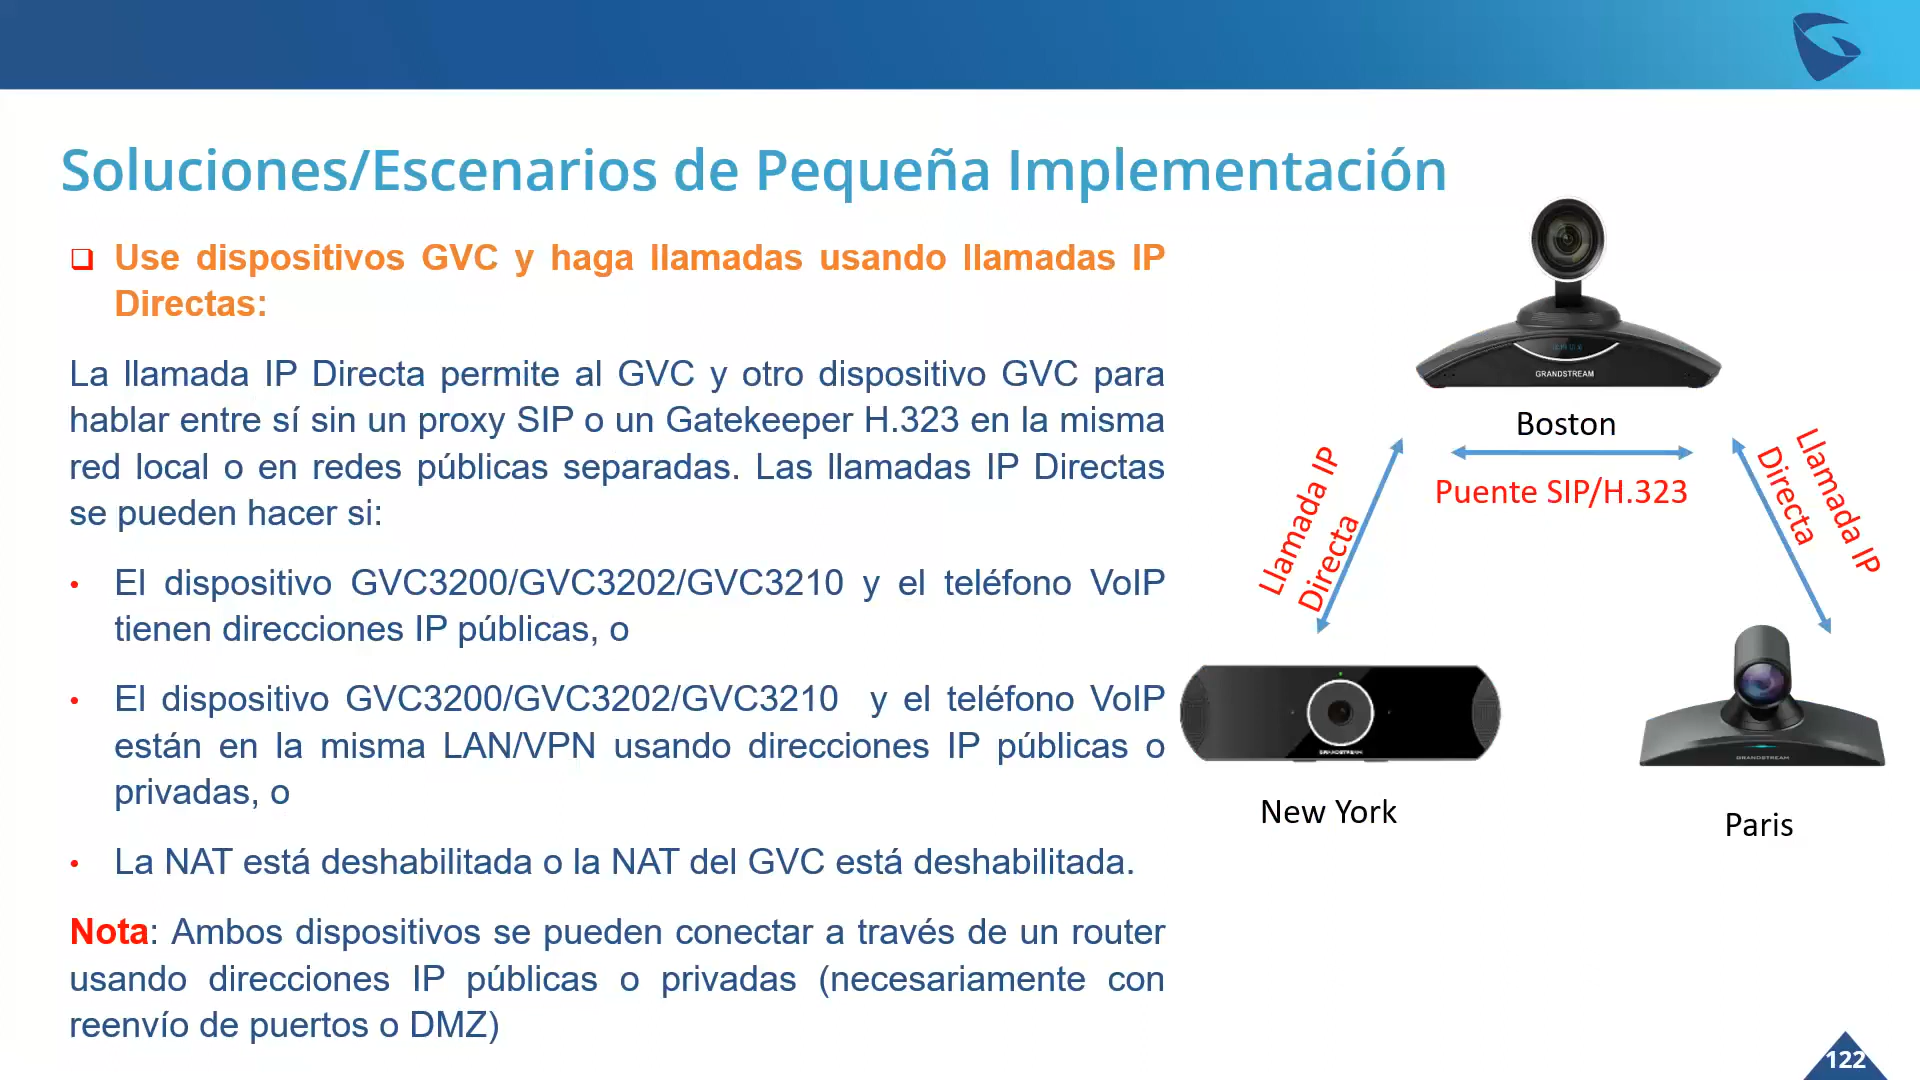 Soluciones/Escenarios de Pequeña Implementación
Use dispositivos GVC y haga llamadas usando llamadas IP
Directas:
La llamada IP Directa permite al GVC y otro dispositivo GVC para
hablar entre sí sin un proxy SIP o un Gatekeeper H.323 en la misma
red local o en redes públicas separadas. Las llamadas IP Directas
se pueden hacer si:
• El dispositivo GVC3200/GVC3202/GVC3210 y el teléfono VoIP
tienen direcciones IP públicas, o
• El dispositivo GVC3200/GVC3202/GVC3210 y el teléfono VoIP
están en la misma LAN/VPN usando direcciones IP públicas o
privadas, o
• La NAT está deshabilitada o la NAT del GVC está deshabilitada.
Nota: Ambos dispositivos se pueden conectar a través de un router
usando direcciones IP públicas o privadas (necesariamente con
reenvío de puertos o DMZ)
GRANDSTREAM
Boston
Puente SIP/H.323
Llamada IP
Directa
Llamada IP
Directa
GRANDSTREAM
New York
GRANDSTREAM
Paris
122